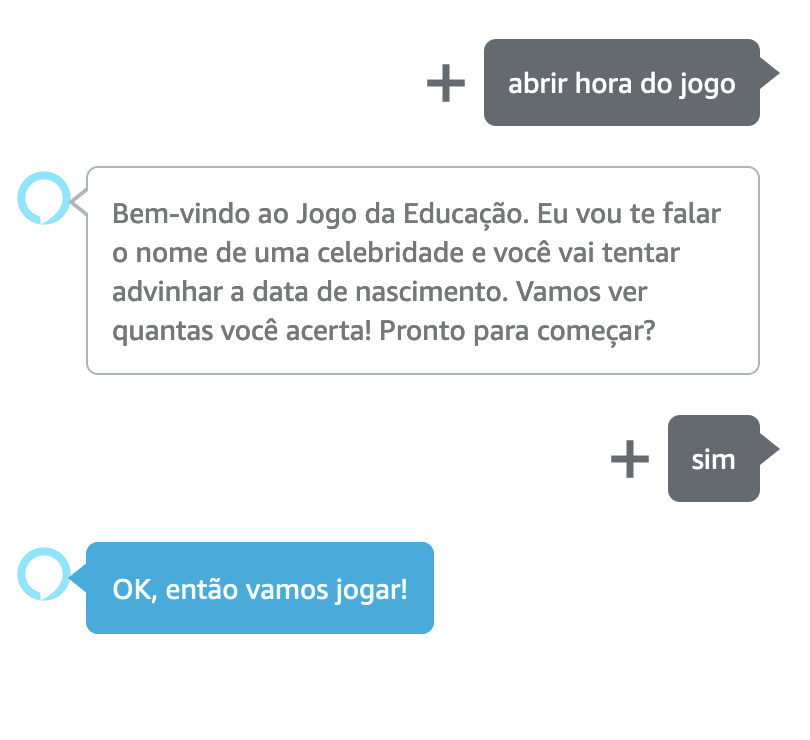 abrir hora do jogo
Bem-vindo ao Jogo da Educação. Eu vou te falar
o nome de uma celebridade e você vai tentar
advinhar a data de nascimento. Vamos ver
quantas você acerta! Pronto para começar?
sim
OK, então vamos jogar!